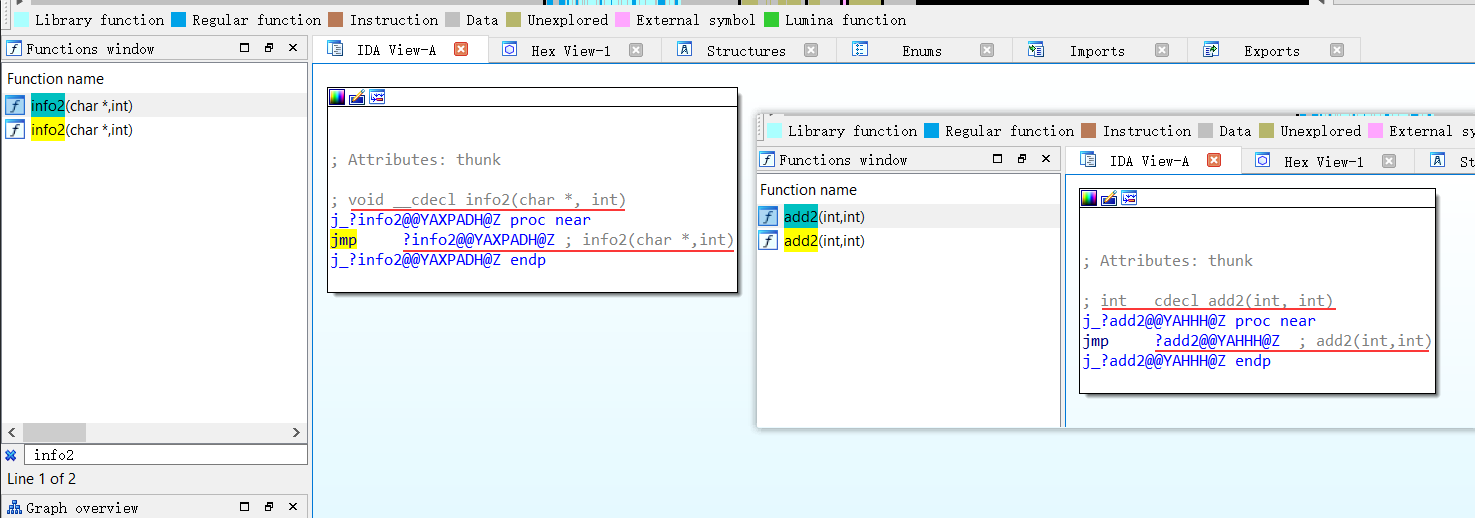 Library function Regular function Instruction Data Unexplored External symbol Lumina function
Functions window
IDA View-A Hex View-1 Structures Enums Imports Exports
Function name
info2(char *,int)
info2(char *,int)
; Attributes: thunk
; void __cdecl info2(char *, int)
j_?info2@@YAXPADH@Z proc near
jmp ?info2@@YAXPADH@Z ; info2(char *,int)
j_?info2@@YAXPADH@Z endp
info2
Line 1 of 2
Graph overview
Library function Regular function Instruction Data Unexplored External sy
Functions window
IDA View-A Hex View-1 St
Function name
add2(int,int)
add2(int,int)
; Attributes: thunk
; int __cdecl add2(int, int)
j_?add2@@YAHHH@Z proc near
jmp ?add2@@YAHHH@Z ; add2(int,int)
j_?add2@@YAHHH@Z endp